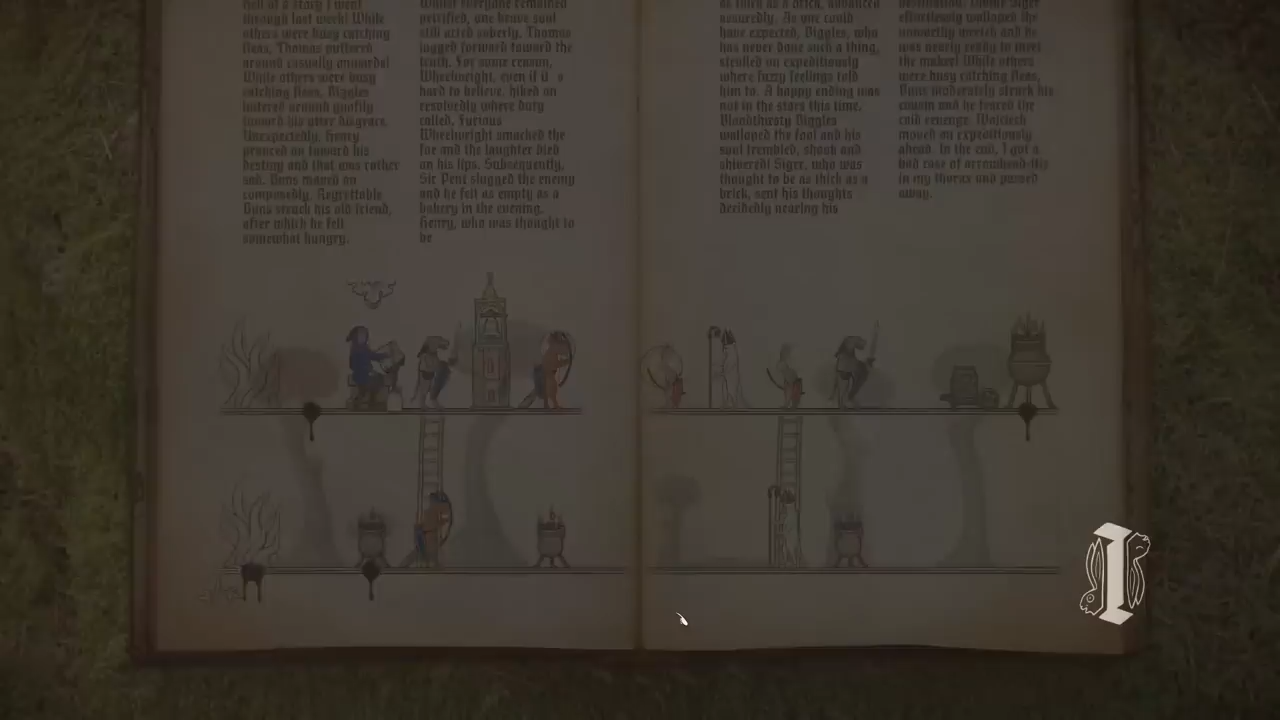 hell of a story I went
through last week! While
others were busy catching
fleas, Thomas puttered
around casually onwards!
While others were busy
catching fleas, Biggles
loitered around goofily
toward his utter disgrace.
Unexpectedly, Henry
pranced on toward his
destiny and that was rather
sad. Buns moved on
composedly. Regrettable
Buns struck his old friend,
after which he felt
somewhat hungry.
Whilst everyone remained
petrified, one brave soul
still acted soberly. Thomas
jogged forward toward the
truth. For some reason,
Wheelwright, even if it s
hard to believe, hiked on
resolvedly where duty
called. Furious
Wheelwright smacked the
foe and the laughter died
on his lips. Subsequently,
Sir Pent slugged the enemy
and he felt as empty as a
bakery in the evening.
Henry, who was thought to
be
as thick as a brick, advanced
assuredly. As one could
have expected, Biggles, who
has never done such a thing,
strolled on expeditiously
where fuzzy feelings told
him to. A happy ending was
not in the stars this time.
Bloodthirsty Biggles
walloped the fool and his
soul trembled, shook and
shivered! Siger, who was
thought to be as thick as a
brick, sent his thoughts
decidedly nearing his
destination. Divine Siger
effortlessly walloped the
unworthy wretch and he
was nearly ready to meet
the maker! While others
were busy catching fleas,
Buns moderately struck his
cousin and he feared the
cold revenge. Wojciech
moved on expeditiously
ahead. In the end, I got a
bad case of arrowhead-itis
in my thorax and passed
away.
I